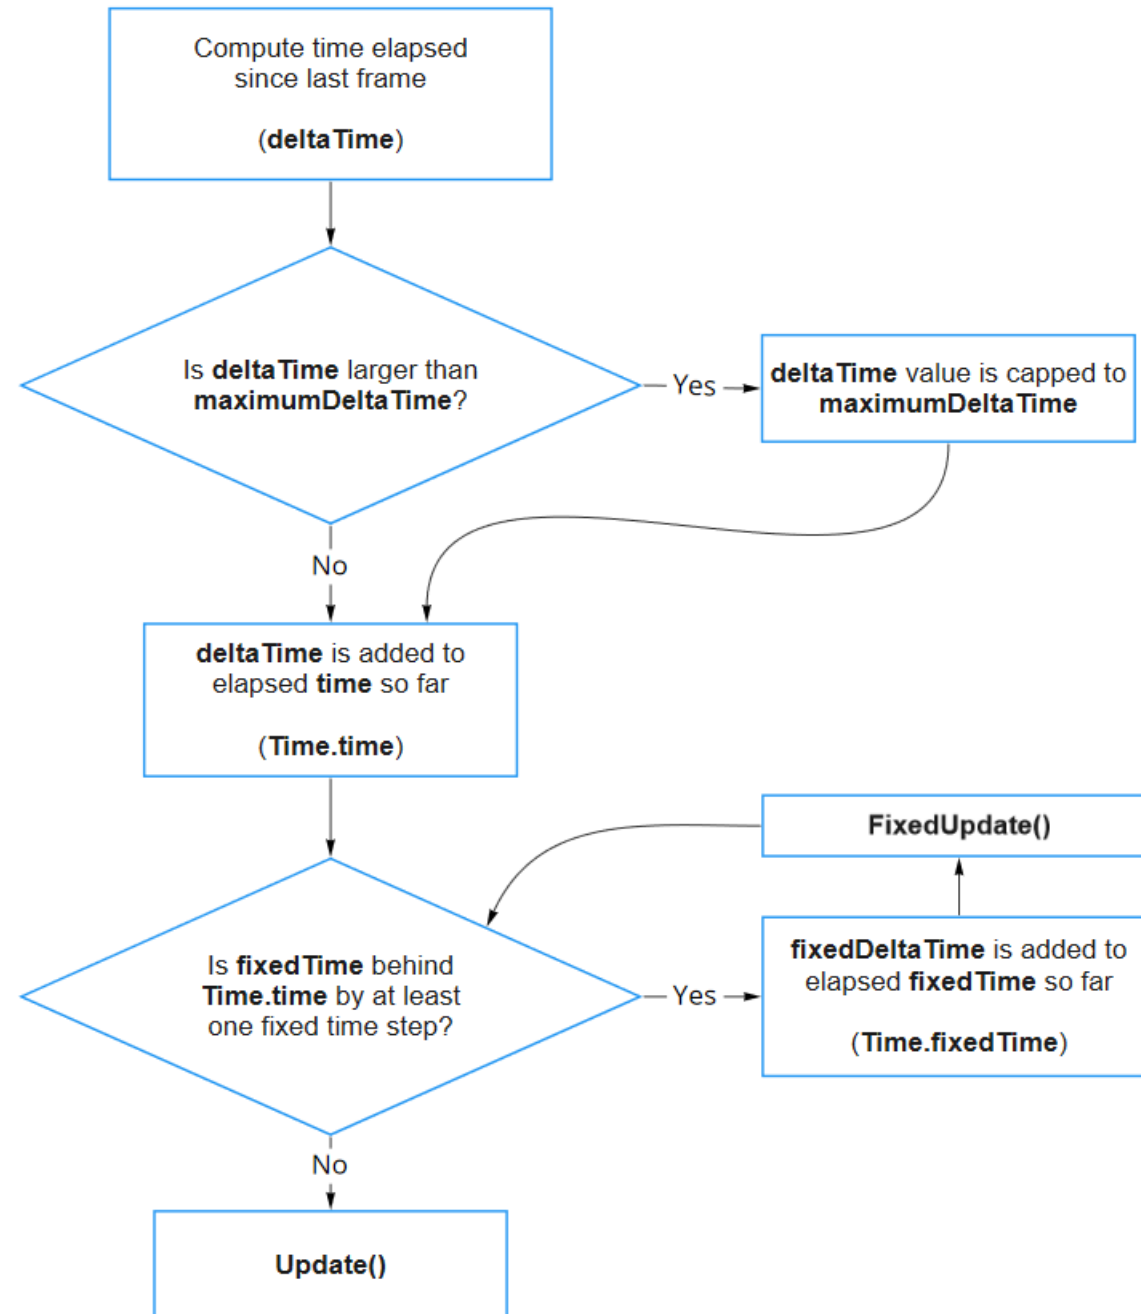 Compute time elapsed
since last frame
(deltaTime)
Is deltaTime larger than
maximumDeltaTime?
Yes
deltaTime value is capped to
maximumDeltaTime
No
deltaTime is added to
elapsed time so far
(Time.time)
FixedUpdate()
Is fixedTime behind
Time.time by at least
one fixed time step?
Yes
fixedDeltaTime is added to
elapsed fixedTime so far
(Time.fixedTime)
No
Update()